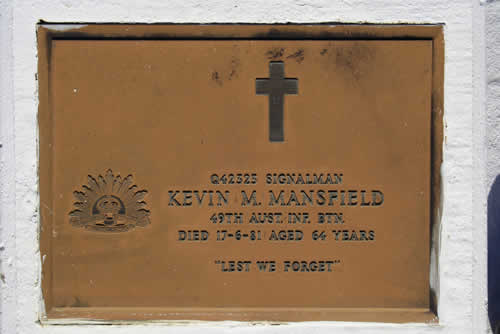 Q42525 SIGNALMAN
KEVIN M. MANSFIELD
49TH AUST. INF. BTN.
DIED 17-6-81 AGED 64 YEARS
"LEST WE FORGET"